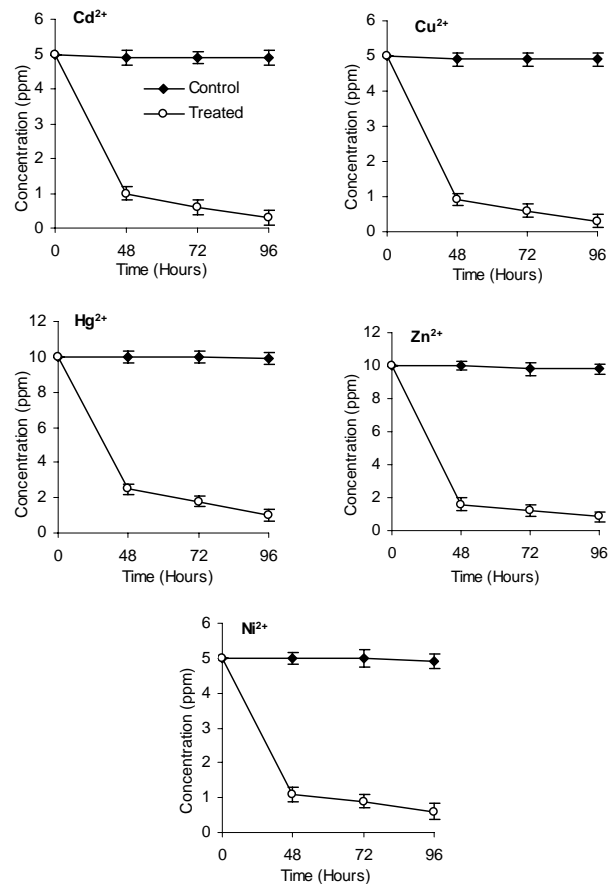 Cd²⁺
Concentration (ppm)
6
5
4
3
2
1
0
0 48 72 96
Time (Hours)
Control
Treated
Cu²⁺
Concentration (ppm)
6
5
4
3
2
1
0
0 48 72 96
Time (Hours)
Hg²⁺
Concentration (ppm)
12
10
8
6
4
2
0
0 48 72 96
Time (Hours)
Zn²⁺
Concentration (ppm)
12
10
8
6
4
2
0
0 48 72 96
Time (Hours)
Ni²⁺
Concentration (ppm)
6
5
4
3
2
1
0
0 48 72 96
Time (Hours)